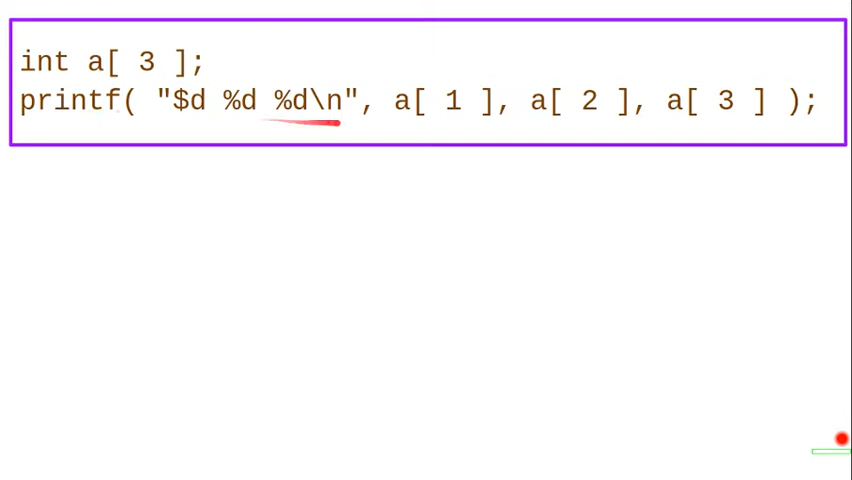 int a[ 3 ];
printf( "$d %d %d\n", a[ 1 ], a[ 2 ], a[ 3 ] );